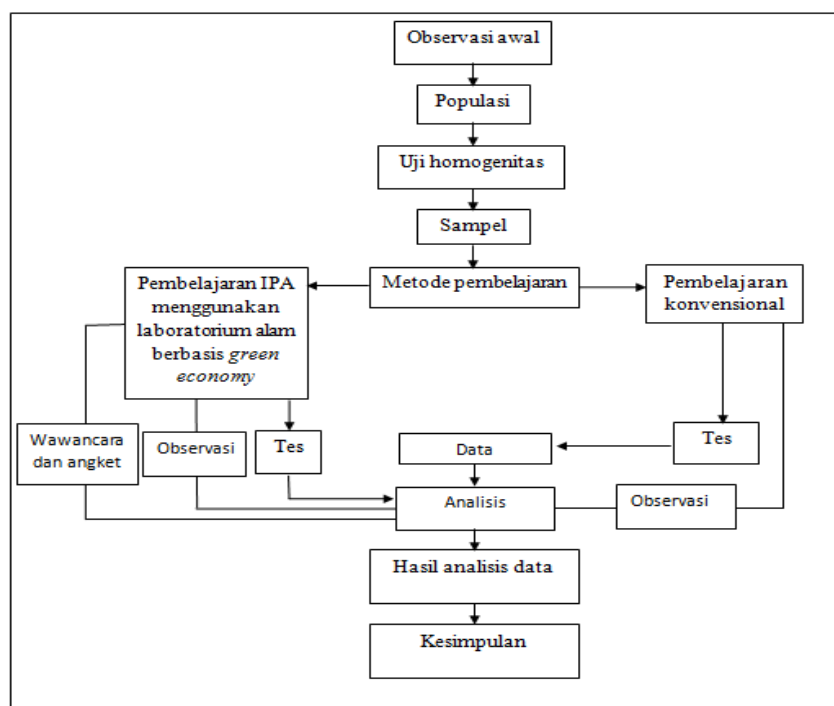 Observasi awal
Populasi
Uji homogenitas
Sampel
Metode pembelajaran
Pembelajaran IPA
menggunakan
laboratorium alam
berbasis green
economy
Pembelajaran
konvensional
Wawancara
dan angket
Observasi
Tes
Data
Tes
Analisis
Observasi
Hasil analisis data
Kesimpulan